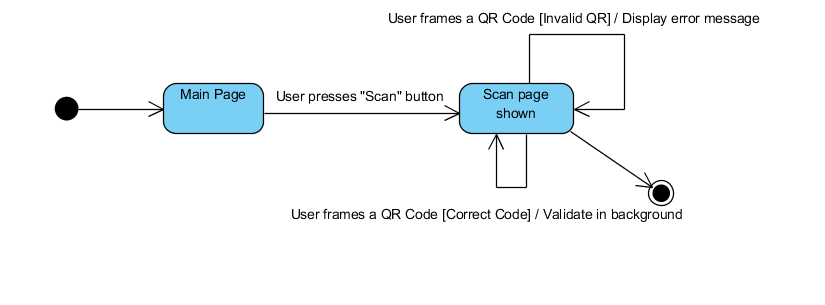 User frames a QR Code [Invalid QR] / Display error message
Main Page
User presses "Scan" button
Scan page
shown
User frames a QR Code [Correct Code] / Validate in background